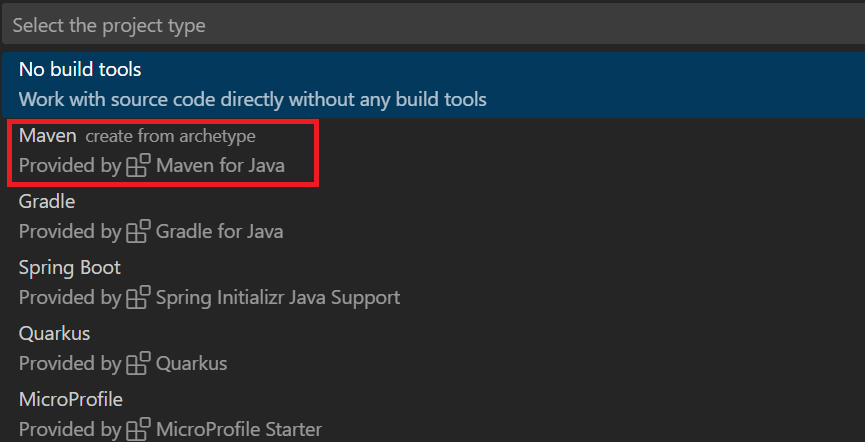 Select the project type
No build tools
Work with source code directly without any build tools
Maven create from archetype
Provided by Maven for Java
Gradle
Provided by Gradle for Java
Spring Boot
Provided by Spring Initializr Java Support
Quarkus
Provided by Quarkus
MicroProfile
Provided by MicroProfile Starter